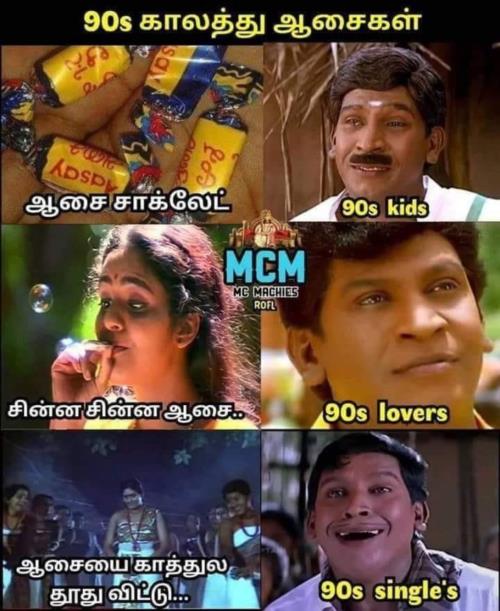 90s காலத்து ஆசைகள்
ஆசை சாக்லேட்
90s kids
MCM
MC MACHIES
ROFL
சின்ன சின்ன ஆசை..
90s lovers
ஆசையை காத்துல
தூது விட்டு...
90s single's